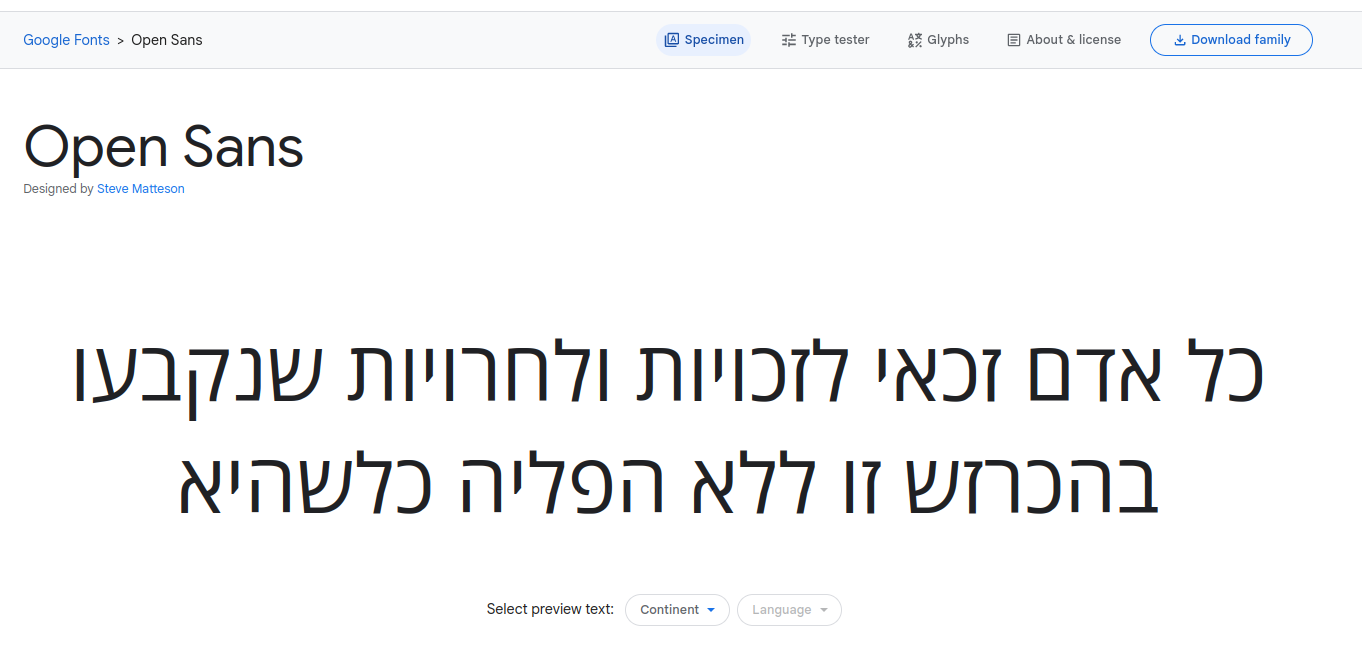 Google Fonts > Open Sans
Specimen
Type tester
Glyphs
About & license
Download family
Open Sans
Designed by Steve Matteson
כל אדם זכאי לזכויות ולחרויות שנקבעו
בהכרזש זו ללא הפליה כלשהיא
Select preview text:
Continent
Language